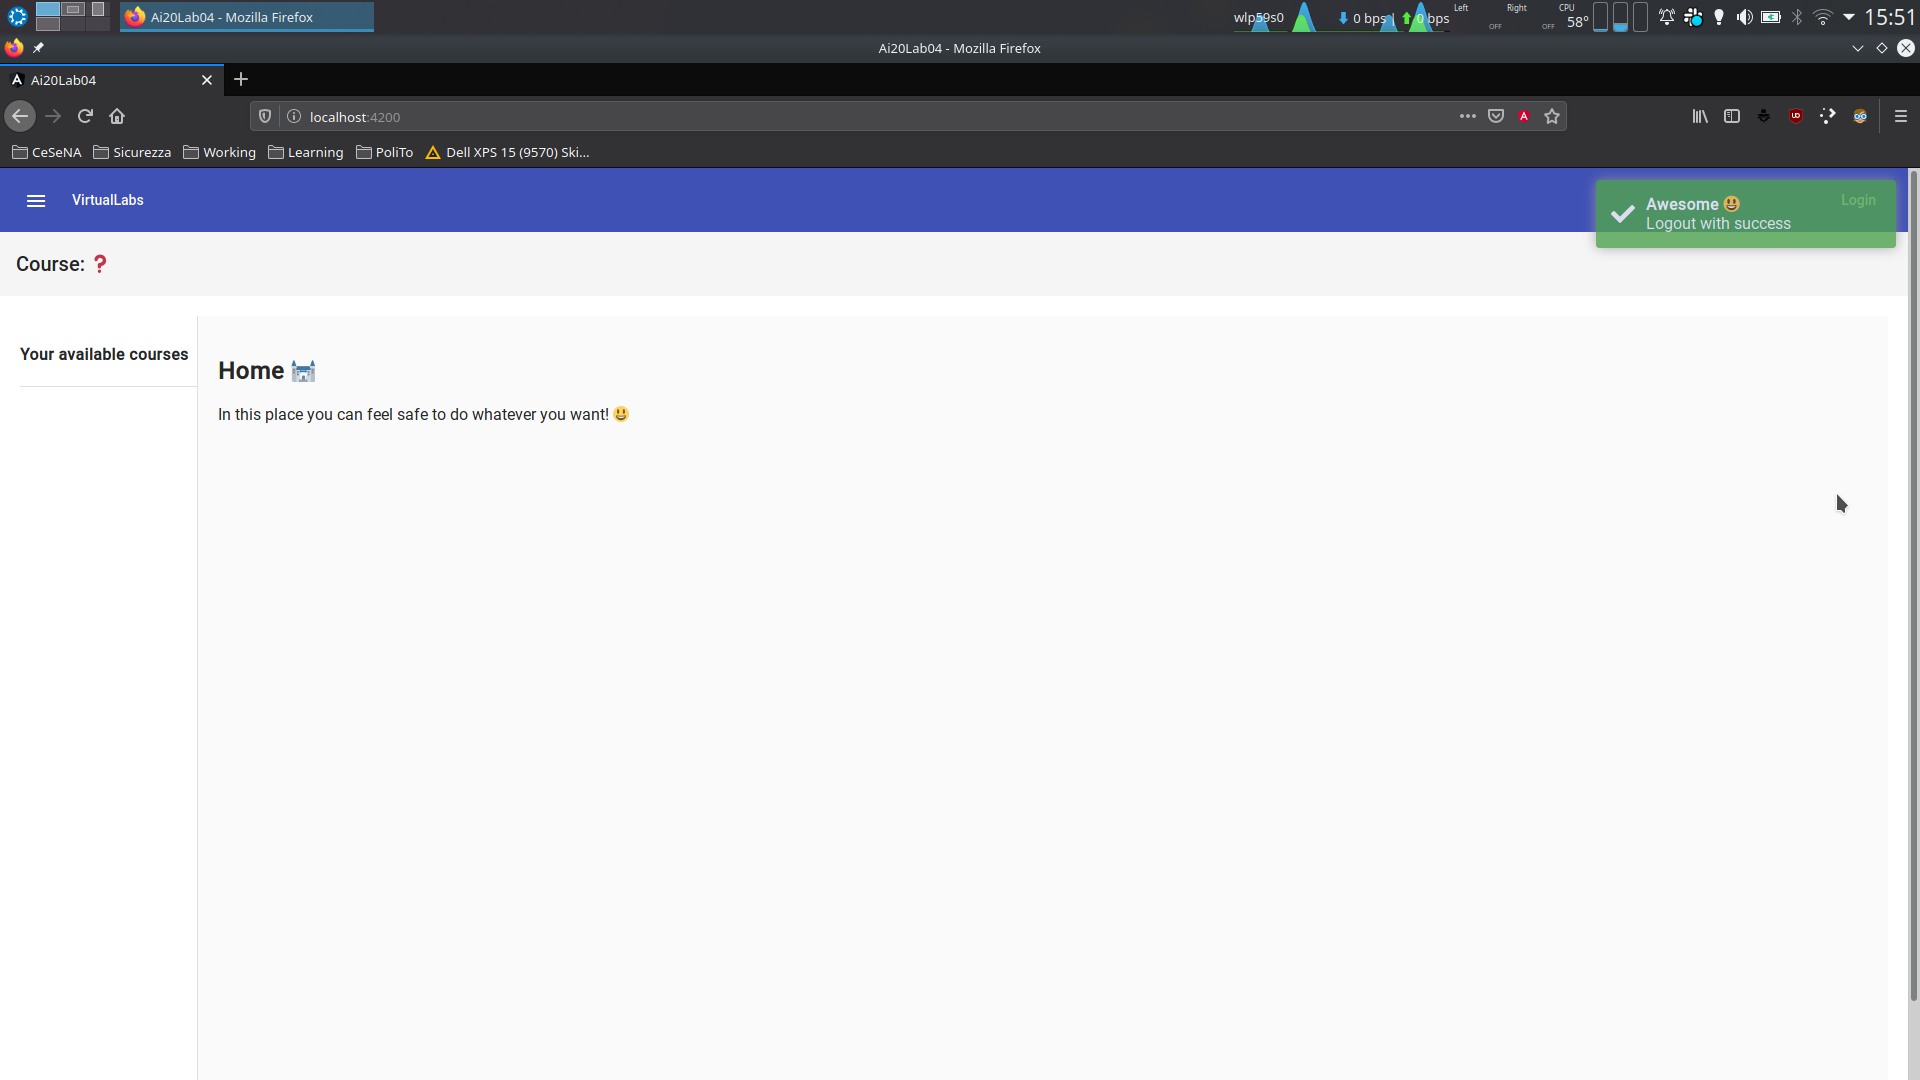 Ai20Lab04 - Mozilla Firefox
wlp59s0
0 bps | 0 bps
Left
OFF
Right
OFF
CPU
58°
15:51
Ai20Lab04 - Mozilla Firefox
Ai20Lab04
localhost:4200
CeSeNA
Sicurezza
Working
Learning
PoliTo
Dell XPS 15 (9570) Ski...
VirtualLabs
Login
Awesome 😃
Logout with success
Course: ❓
Your available courses
Home 🏰
In this place you can feel safe to do whatever you want! 😃